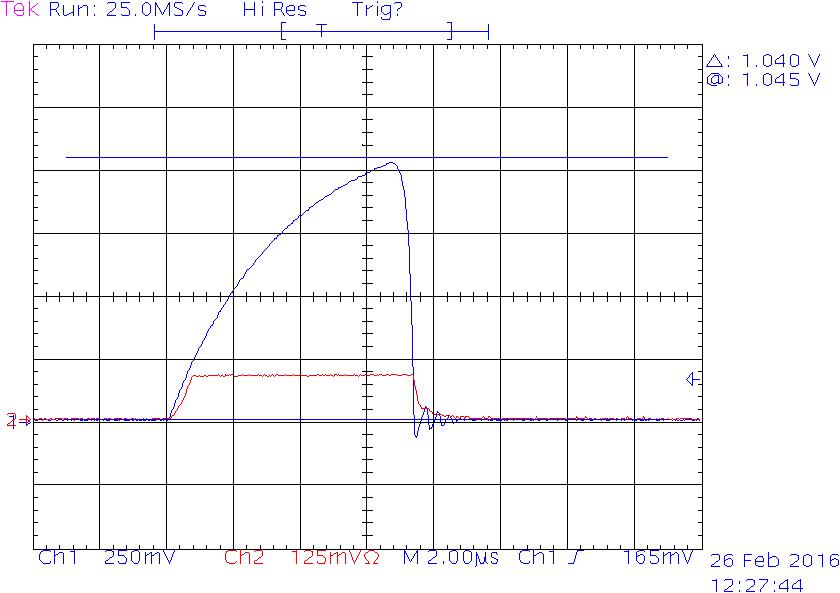 Tek Run: 25.0MS/s Hi Res Trig?
[ T ]
Δ: 1.040 V
@: 1.045 V
Ch1 250mV Ch2 125mVΩ M 2.00µs Ch1 165mV
26 Feb 2016
12:27:44